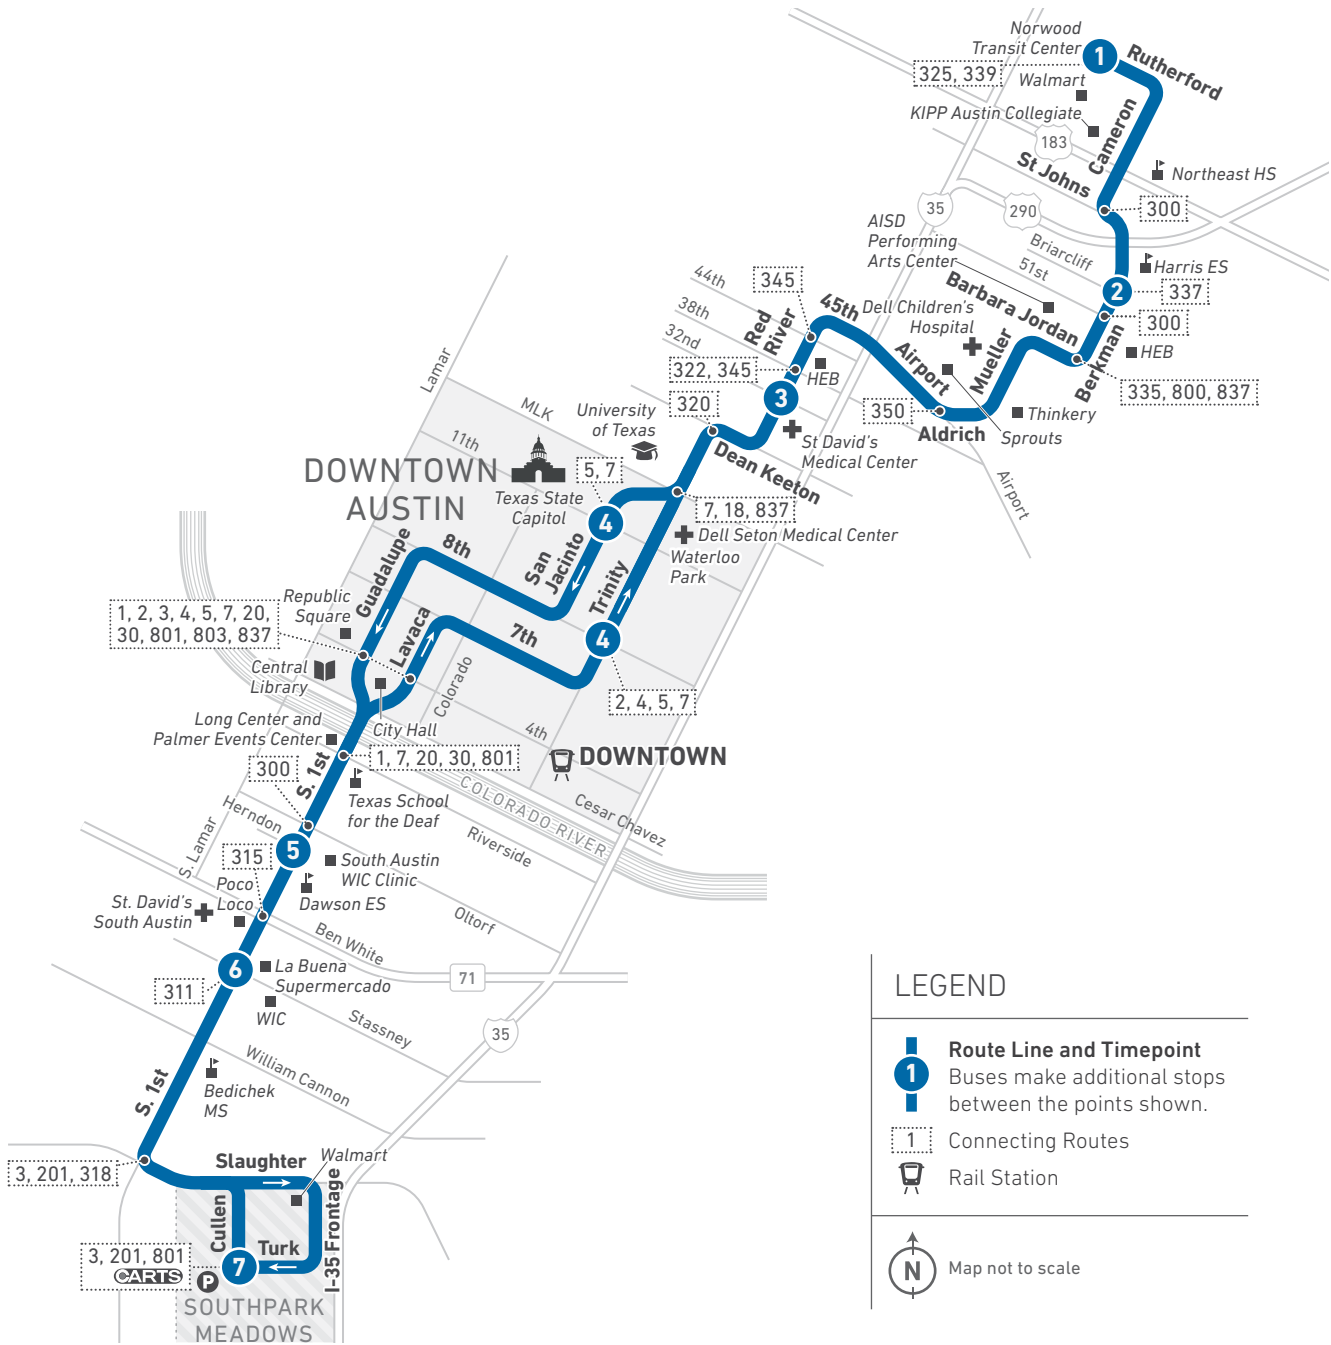 Norwood
Transit Center
1
Rutherford
325, 339
Walmart
KIPP Austin Collegiate
Cameron
183
St Johns
Northeast HS
300
35
290
AISD
Performing
Arts Center
Briarcliff
51st
Harris ES
2
337
44th
345
45th
Barbara Jordan
300
38th
Red
River
Dell Children's
Hospital
32nd
Airport
Mueller
Berkman
HEB
Lamar
322, 345
HEB
335, 800, 837
3
MLK
University
of Texas
320
350
Thinkery
Aldrich
Sprouts
11th
St David's
Medical Center
Dean Keeton
Airport
DOWNTOWN
AUSTIN
5, 7
Texas State
Capitol
4
7, 18, 837
Dell Seton Medical Center
Waterloo
Park
Guadalupe
8th
San
Jacinto
Trinity
Republic
Square
1, 2, 3, 4, 5, 7, 20,
30, 801, 803, 837
Lavaca
7th
4
Central
Library
Colorado
2, 4, 5, 7
Long Center and
Palmer Events Center
City Hall
4th
DOWNTOWN
1, 7, 20, 30, 801
300
S. 1st
Texas School
for the Deaf
COLORADO RIVER
Cesar Chavez
Herndon
Riverside
S. Lamar
5
315
South Austin
WIC Clinic
Poco
Loco
Dawson ES
St. David's
South Austin
Oltorf
Ben White
6
La Buena
Supermercado
71
311
WIC
Stassney
35
William Cannon
S. 1st
Bedichek
MS
3, 201, 318
Slaughter
Walmart
Cullen
I-35 Frontage
Turk
3, 201, 801
CARTS
P
7
SOUTHPARK
MEADOWS
LEGEND
1
Route Line and Timepoint
Buses make additional stops
between the points shown.
1
Connecting Routes
Rail Station
N
Map not to scale